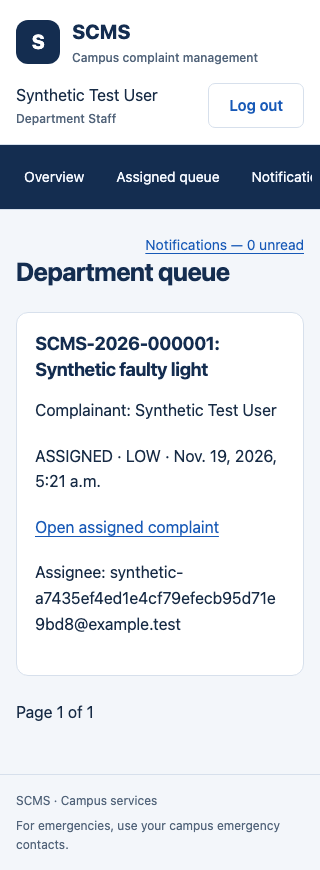 S
SCMS
Campus complaint management
Synthetic Test User
Department Staff
Log out
Overview
Assigned queue
Notifications — 0 unread
Department queue
SCMS-2026-000001:
Synthetic faulty light
Complainant: Synthetic Test User
ASSIGNED · LOW · Nov. 19, 2026,
5:21 a.m.
Open assigned complaint
Assignee: synthetic-
a7435ef4ed1e4cf79efecb95d71e
9bd8@example.test
Page 1 of 1
SCMS · Campus services
For emergencies, use your campus emergency
contacts.